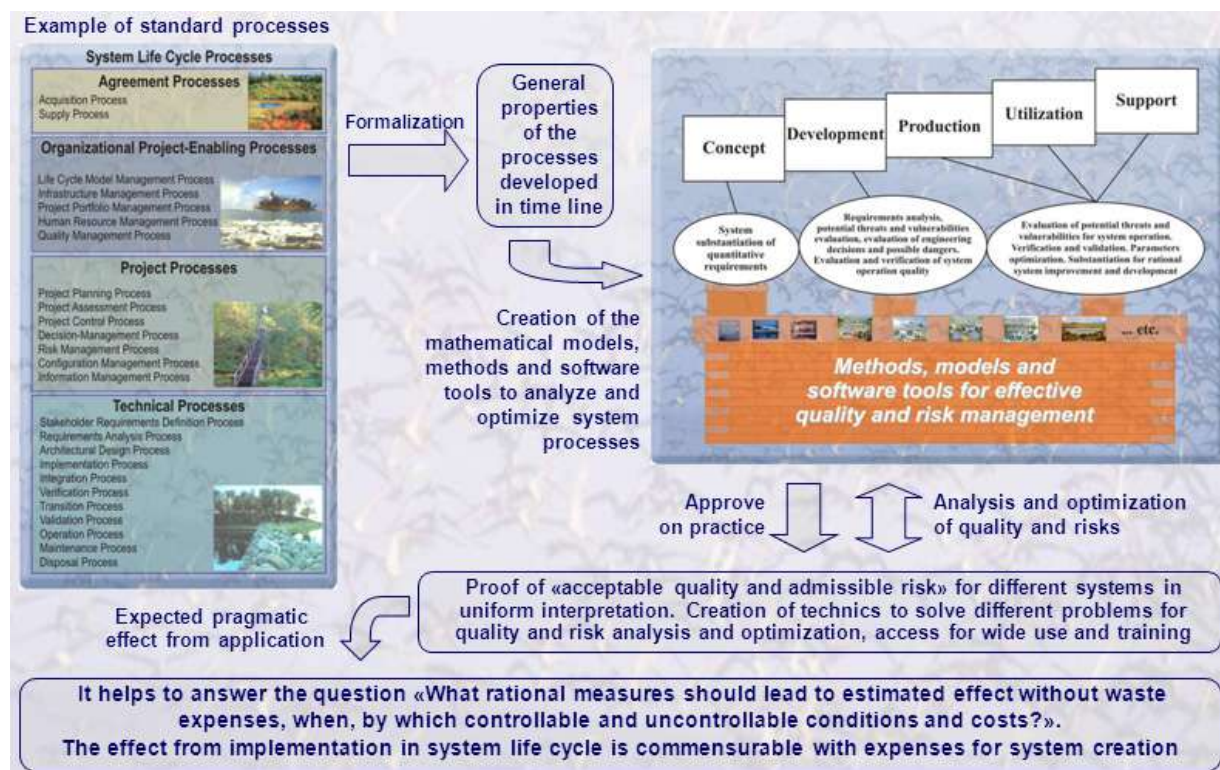 Example of standard processes
System Life Cycle Processes
Agreement Processes
Acquisition Process
Supply Process
Organizational Project-Enabling Processes
Life Cycle Model Management Process
Infrastructure Management Process
Project Portfolio Management Process
Human Resource Management Process
Quality Management Process
Project Processes
Project Planning Process
Project Assessment Process
Project Control Process
Decision-Management Process
Risk Management Process
Configuration Management Process
Information Management Process
Technical Processes
Stakeholder Requirements Definition Process
Requirements Analysis Process
Architectural Design Process
Implementation Process
Integration Process
Verification Process
Transition Process
Validation Process
Operation Process
Maintenance Process
Disposal Process
Formalization
General
properties
of the
processes
developed
in time line
Creation of the
mathematical models,
methods and software
tools to analyze and
optimize system
processes
Concept
Development
Production
Utilization
Support
System
substantiation of
quantitative
requirements
Requirements analysis,
potential threats and vulnerabilities
evaluation, evaluation of engineering
decisions and possible dangers.
Evaluation and verification of system
operation quality
Evaluation of potential threats and
vulnerabilities for system operation.
Verification and validation. Parameters
optimization. Substantiation for rational
system improvement and development
... etc.
Methods, models and
software tools for effective
quality and risk management
Approve
on practice
Analysis and optimization
of quality and risks
Proof of «acceptable quality and admissible risk» for different systems in
uniform interpretation. Creation of technics to solve different problems for
quality and risk analysis and optimization, access for wide use and training
Expected pragmatic
effect from application
It helps to answer the question «What rational measures should lead to estimated effect without waste
expenses, when, by which controllable and uncontrollable conditions and costs?».
The effect from implementation in system life cycle is commensurable with expenses for system creation